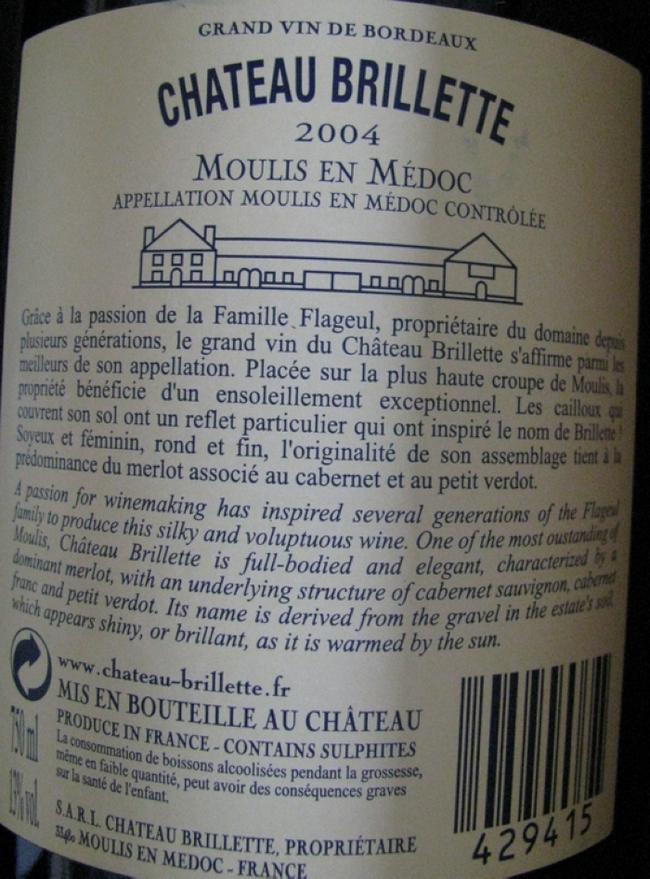 GRAND VIN DE BORDEAUX
CHATEAU BRILLETTE
2004
MOULIS EN MÉDOC
APPELLATION MOULIS EN MÉDOC CONTRÔLÉE
Grâce à la passion de la Famille Flageul, propriétaire du domaine depuis
plusieurs générations, le grand vin du Château Brillette s'affirme parmi les
meilleurs de son appellation. Placée sur la plus haute croupe de Moulis, la
propriété bénéficie d'un ensoleillement exceptionnel. Les cailloux qui
couvrent son sol ont un reflet particulier qui ont inspiré le nom de Brillette !
Soyeux et féminin, rond et fin, l'originalité de son assemblage tient à la
prédominance du merlot associé au cabernet et au petit verdot.
A passion for winemaking has inspired several generations of the Flageul
family to produce this silky and voluptuous wine. One of the most oustanding of
Moulis, Château Brillette is full-bodied and elegant, characterized by a
dominant merlot, with an underlying structure of cabernet sauvignon, cabernet
franc and petit verdot. Its name is derived from the gravel in the estate's soil,
which appears shiny, or brillant, as it is warmed by the sun.
www.chateau-brillette.fr
MIS EN BOUTEILLE AU CHÂTEAU
PRODUCE IN FRANCE - CONTAINS SULPHITES
La consommation de boissons alcoolisées pendant la grossesse,
même en faible quantité, peut avoir des conséquences graves
sur la santé de l'enfant.
S.A.R.L. CHATEAU BRILLETTE, PROPRIÉTAIRE
MOULIS EN MEDOC - FRANCE
750 ml
13% vol.
429415